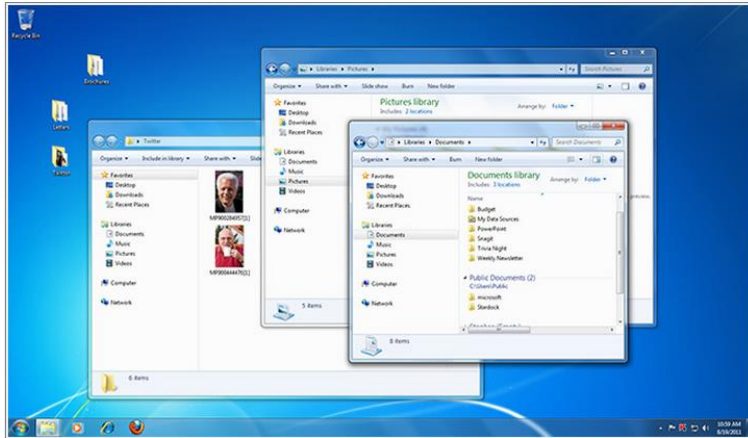 Recycle Bin
Brochures
Letters
Twitter
Libraries ▸ Pictures ▸
Search Pictures
Organize ▾ Share with ▾ Slide show Burn New folder
Favorites
Desktop
Downloads
Recent Places
Libraries
Documents
Music
Pictures
Videos
Computer
Network
Pictures library
Includes: 2 locations
Arrange by: Folder ▾
5 items
Twitter
Organize ▾ Include in library ▾ Share with ▾
Favorites
Desktop
Downloads
Recent Places
Libraries
Documents
Music
Pictures
Videos
Computer
Network
6 items
Libraries ▸ Documents ▸
Search Documents
Organize ▾ Share with ▾ Burn New folder
Favorites
Desktop
Downloads
Recent Places
Libraries
Documents
Music
Pictures
Videos
Computer
Network
Documents library
Includes: 3 locations
Arrange by: Folder ▾
Name
Budget
My Data Sources
PowerPoint
Snagit
Trivia Night
Weekly Newsletter
Public Documents (2)
C:\Users\Public
microsoft
Stardock
8 items
10:59 AM
8/19/2011